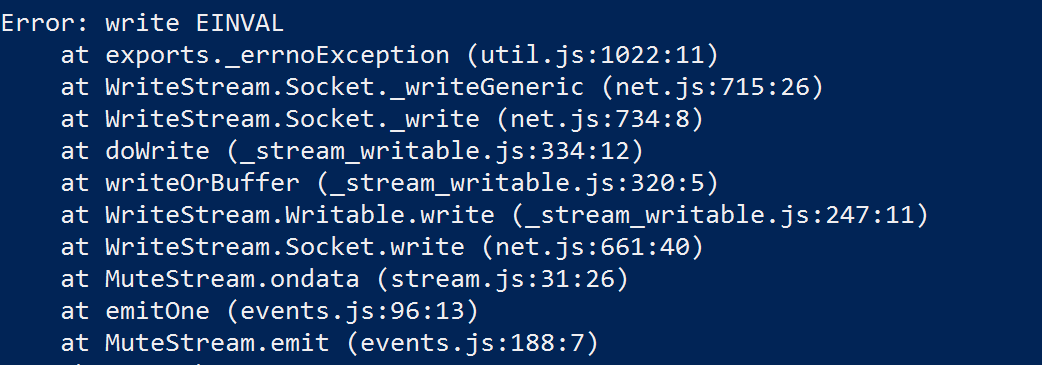 Error: write EINVAL
    at exports._errnoException (util.js:1022:11)
    at WriteStream.Socket._writeGeneric (net.js:715:26)
    at WriteStream.Socket._write (net.js:734:8)
    at doWrite (_stream_writable.js:334:12)
    at writeOrBuffer (_stream_writable.js:320:5)
    at WriteStream.Writable.write (_stream_writable.js:247:11)
    at WriteStream.Socket.write (net.js:661:40)
    at MuteStream.ondata (stream.js:31:26)
    at emitOne (events.js:96:13)
    at MuteStream.emit (events.js:188:7)